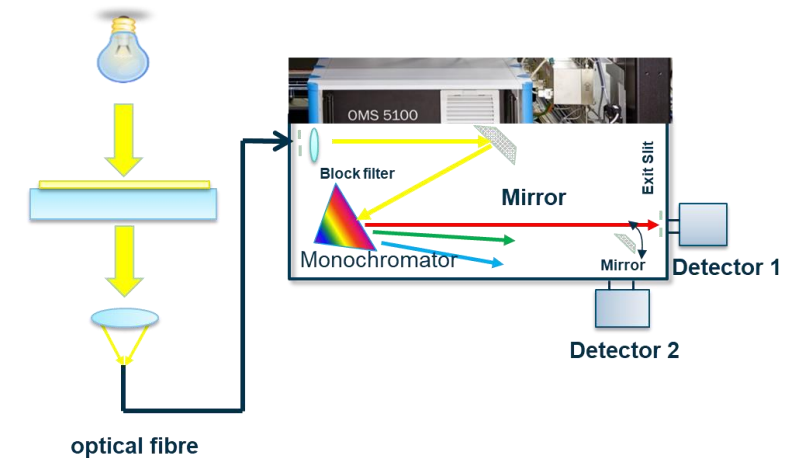 OMS 5100
Exit Slit
Block filter
Mirror
Monochromator
Mirror
Detector 1
Detector 2
optical fibre